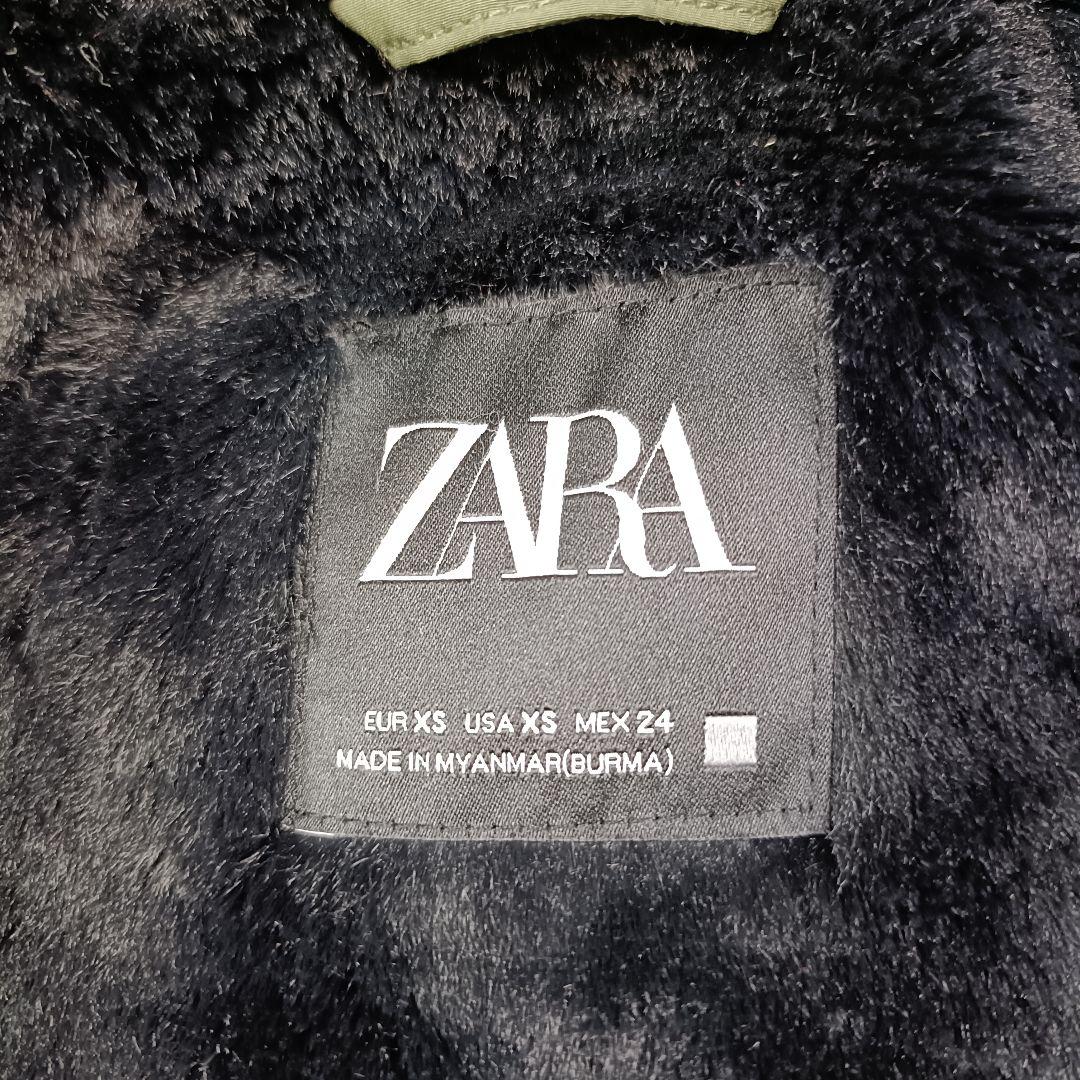 ZARA
EUR XS USA XS MEX 24
MADE IN MYANMAR(BURMA)